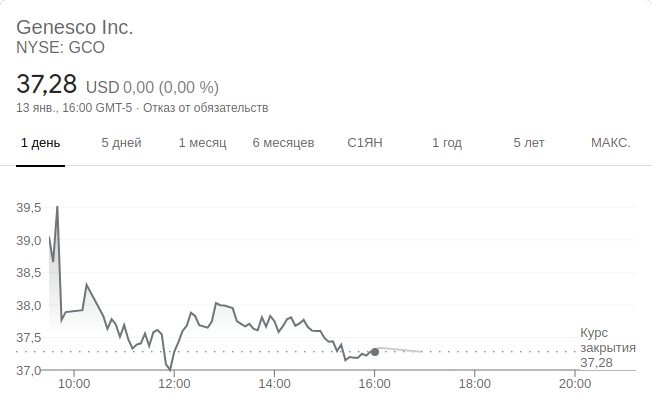 Genesco Inc.
NYSE: GCO
37,28 USD 0,00 (0,00 %)
13 янв., 16:00 GMT-5 · Отказ от обязательств
1 день 5 дней 1 месяц 6 месяцев С1ЯН 1 год 5 лет МАКС.
39,5
39,0
38,5
38,0
37,5
37,0
Курс
закрытия
37,28
10:00 12:00 14:00 16:00 18:00 20:00